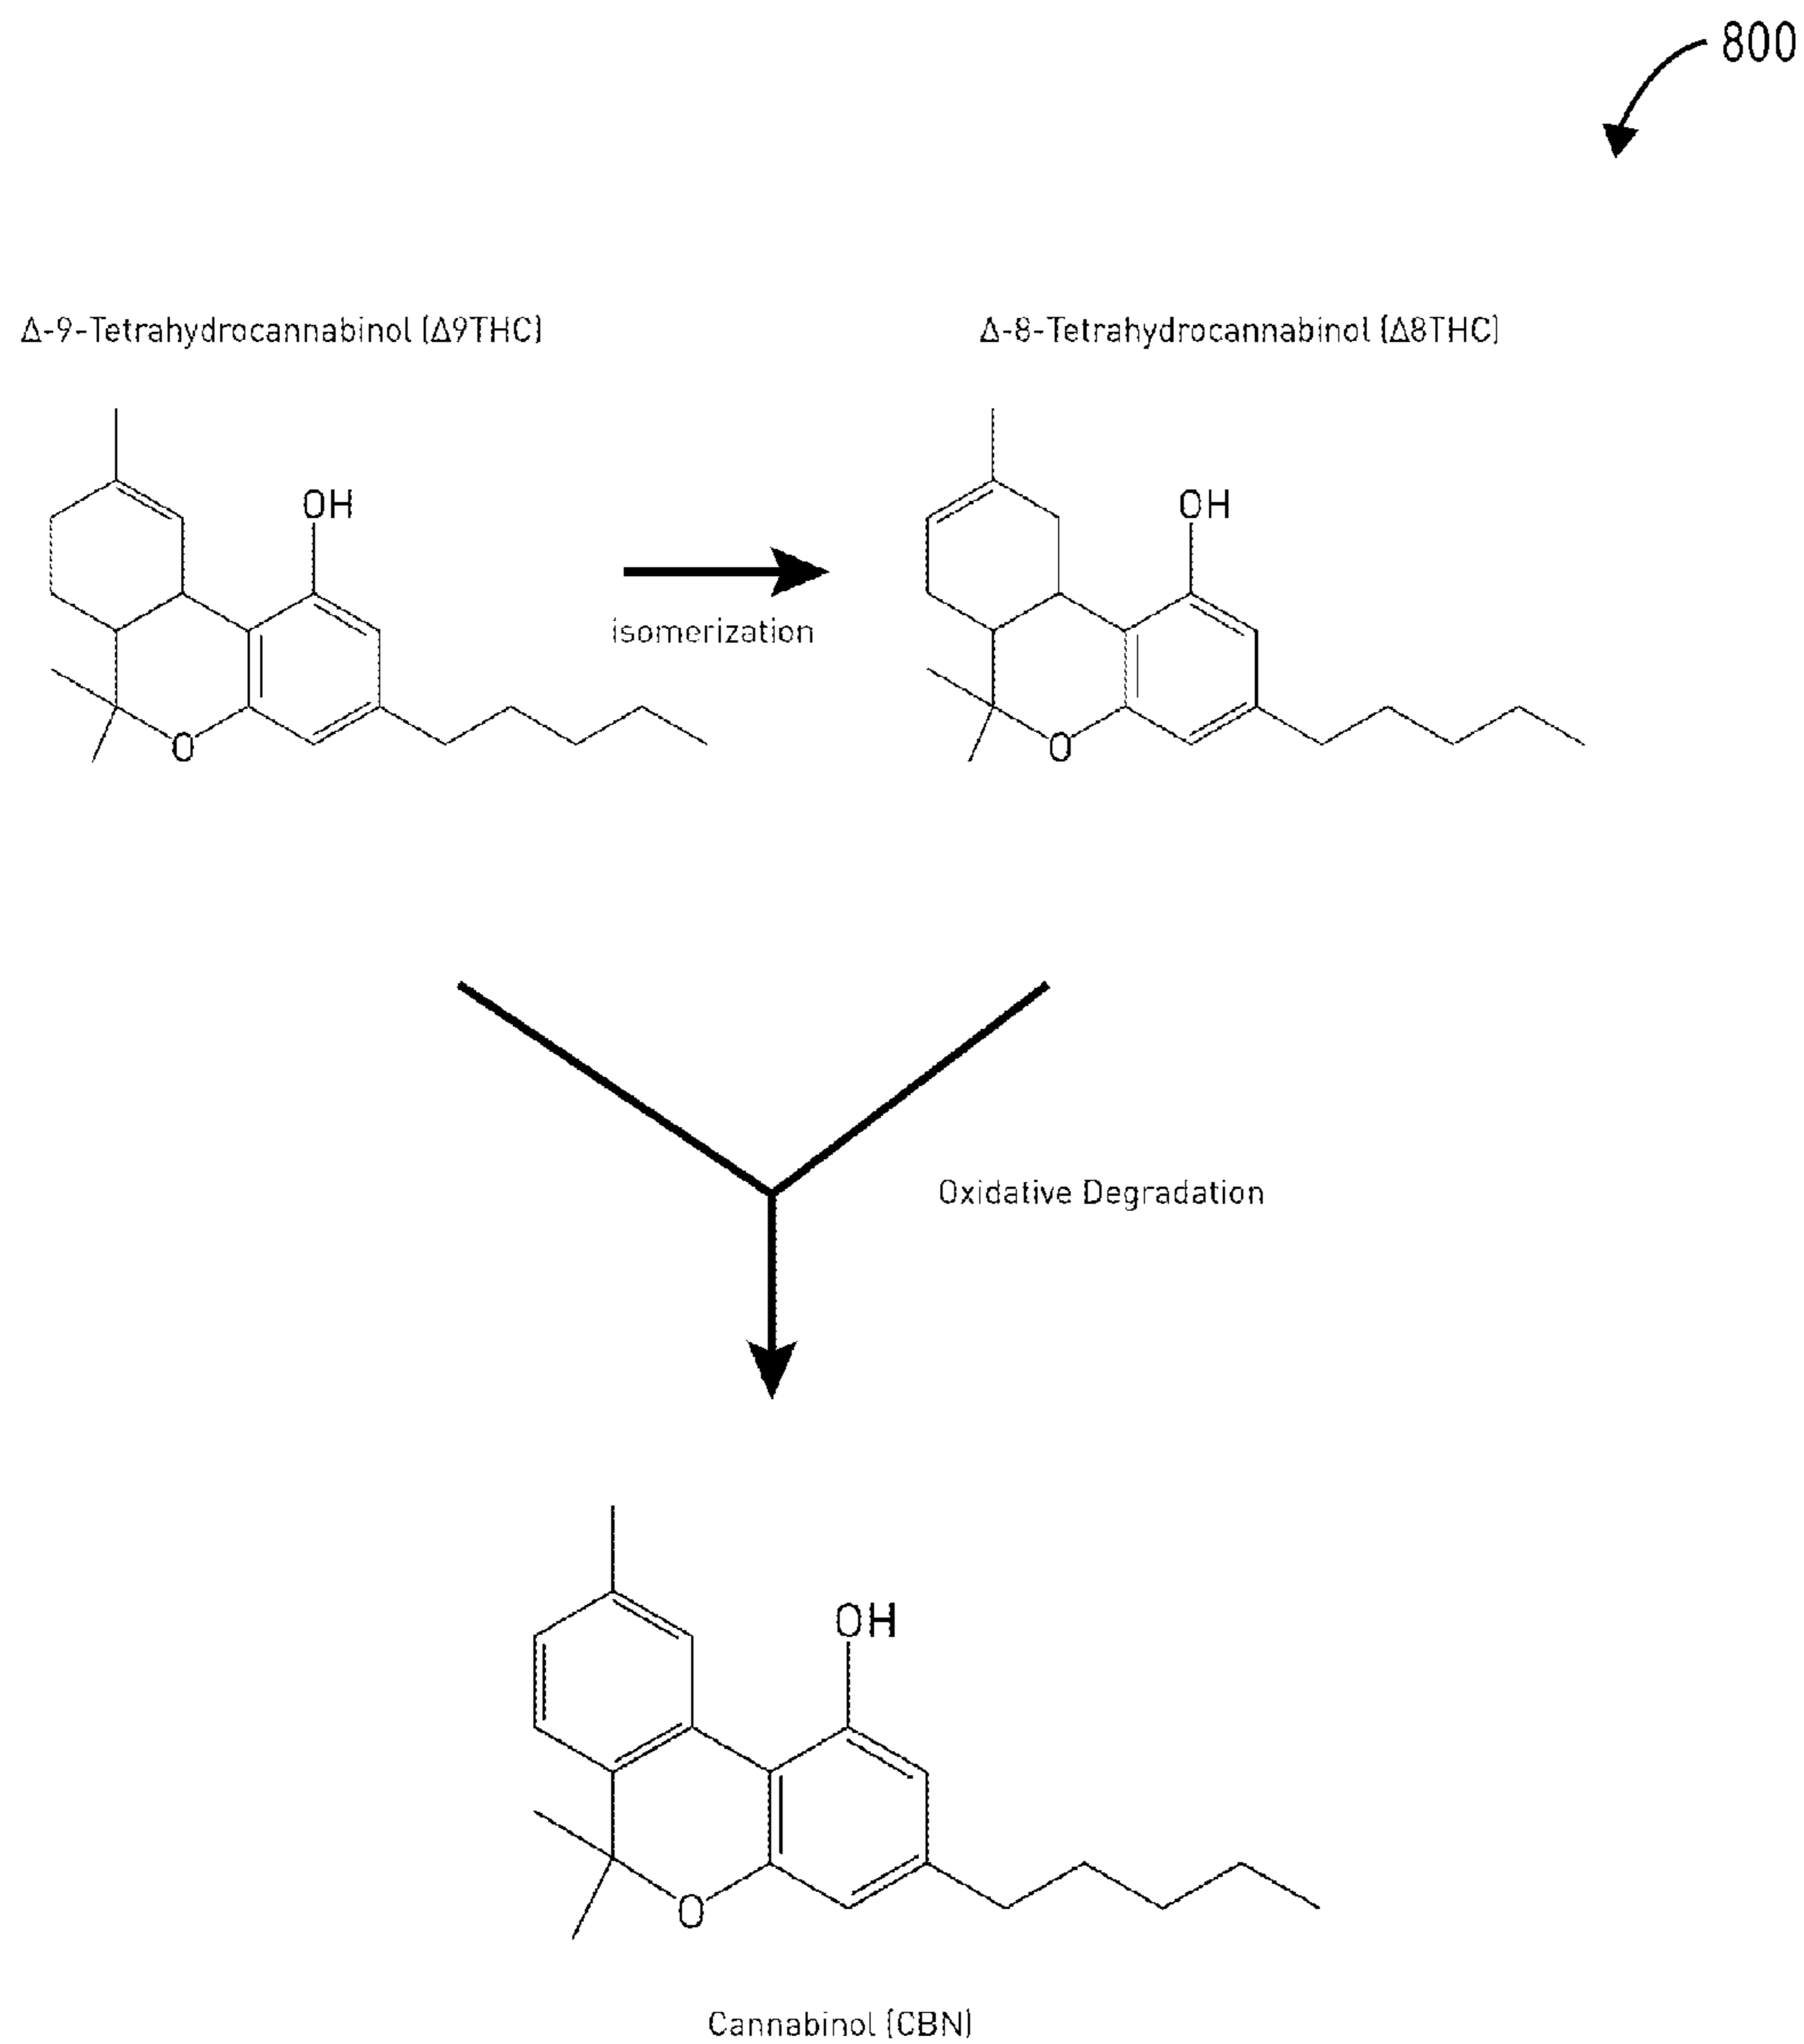 800
Δ-9-Tetrahydrocannabinol (Δ9THC)
Δ-8-Tetrahydrocannabinol (Δ8THC)
OH
OH
isomerization
O
O
Oxidative Degradation
OH
O
Cannabinol (CBN)